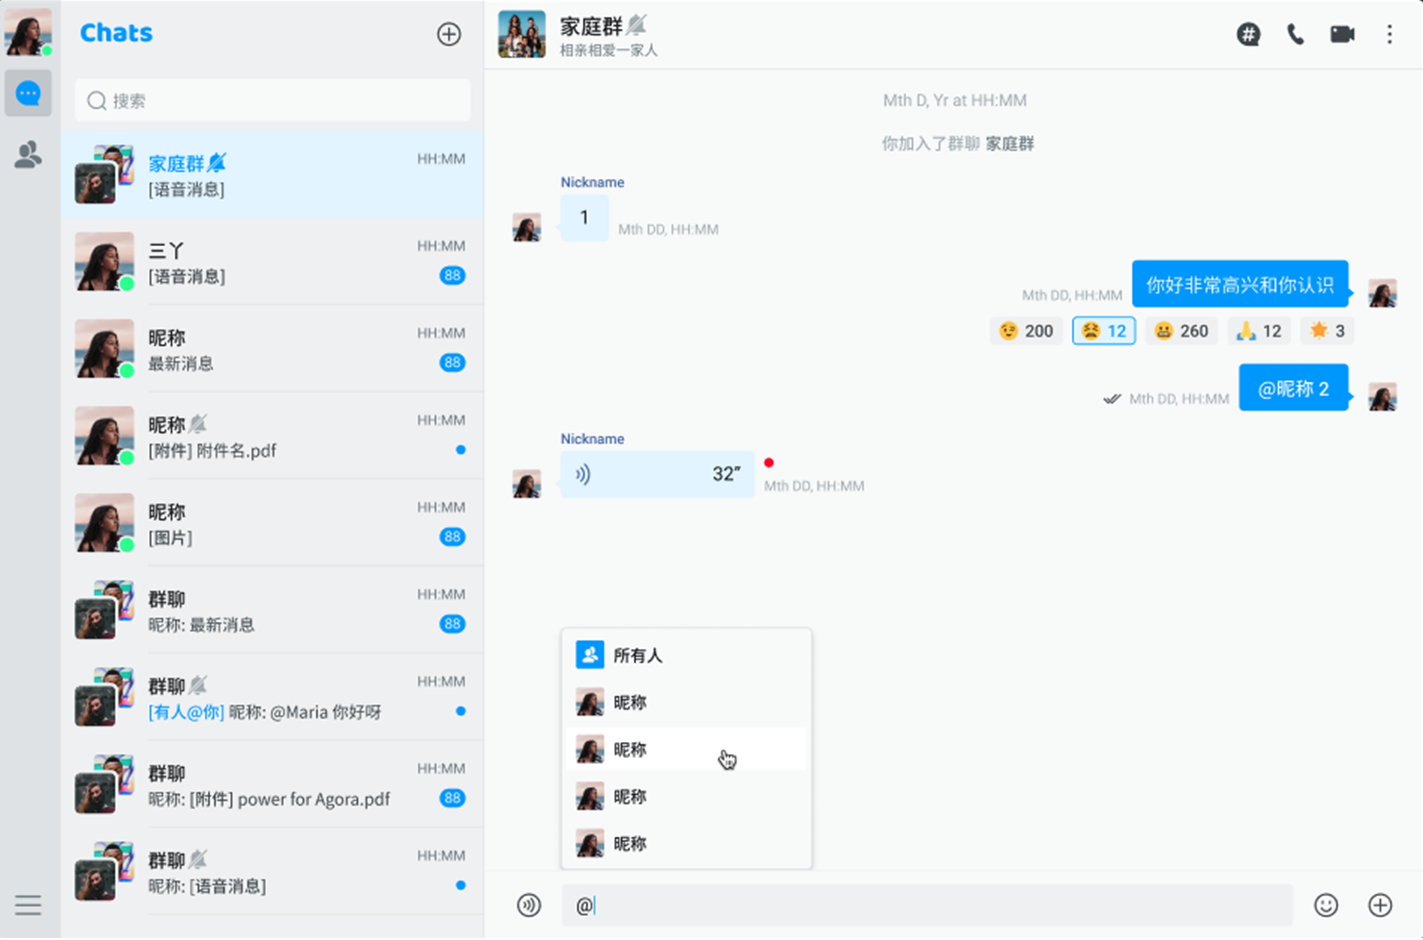 Chats
搜索
家庭群
HH:MM
[语音消息]
三丫
HH:MM
[语音消息]
88
昵称
HH:MM
最新消息
88
昵称
HH:MM
[附件] 附件名.pdf
昵称
HH:MM
[图片]
88
群聊
HH:MM
昵称: 最新消息
88
群聊
HH:MM
[有人@你] 昵称: @Maria 你好呀
群聊
HH:MM
昵称: [附件] power for Agora.pdf
88
群聊
HH:MM
昵称: [语音消息]
家庭群
相亲相爱一家人
#
Mth D, Yr at HH:MM
你加入了群聊 家庭群
Nickname
1
Mth DD, HH:MM
Mth DD, HH:MM
你好非常高兴和你认识
200
12
260
12
3
Mth DD, HH:MM
@昵称 2
Nickname
32”
Mth DD, HH:MM
所有人
昵称
昵称
昵称
昵称
@